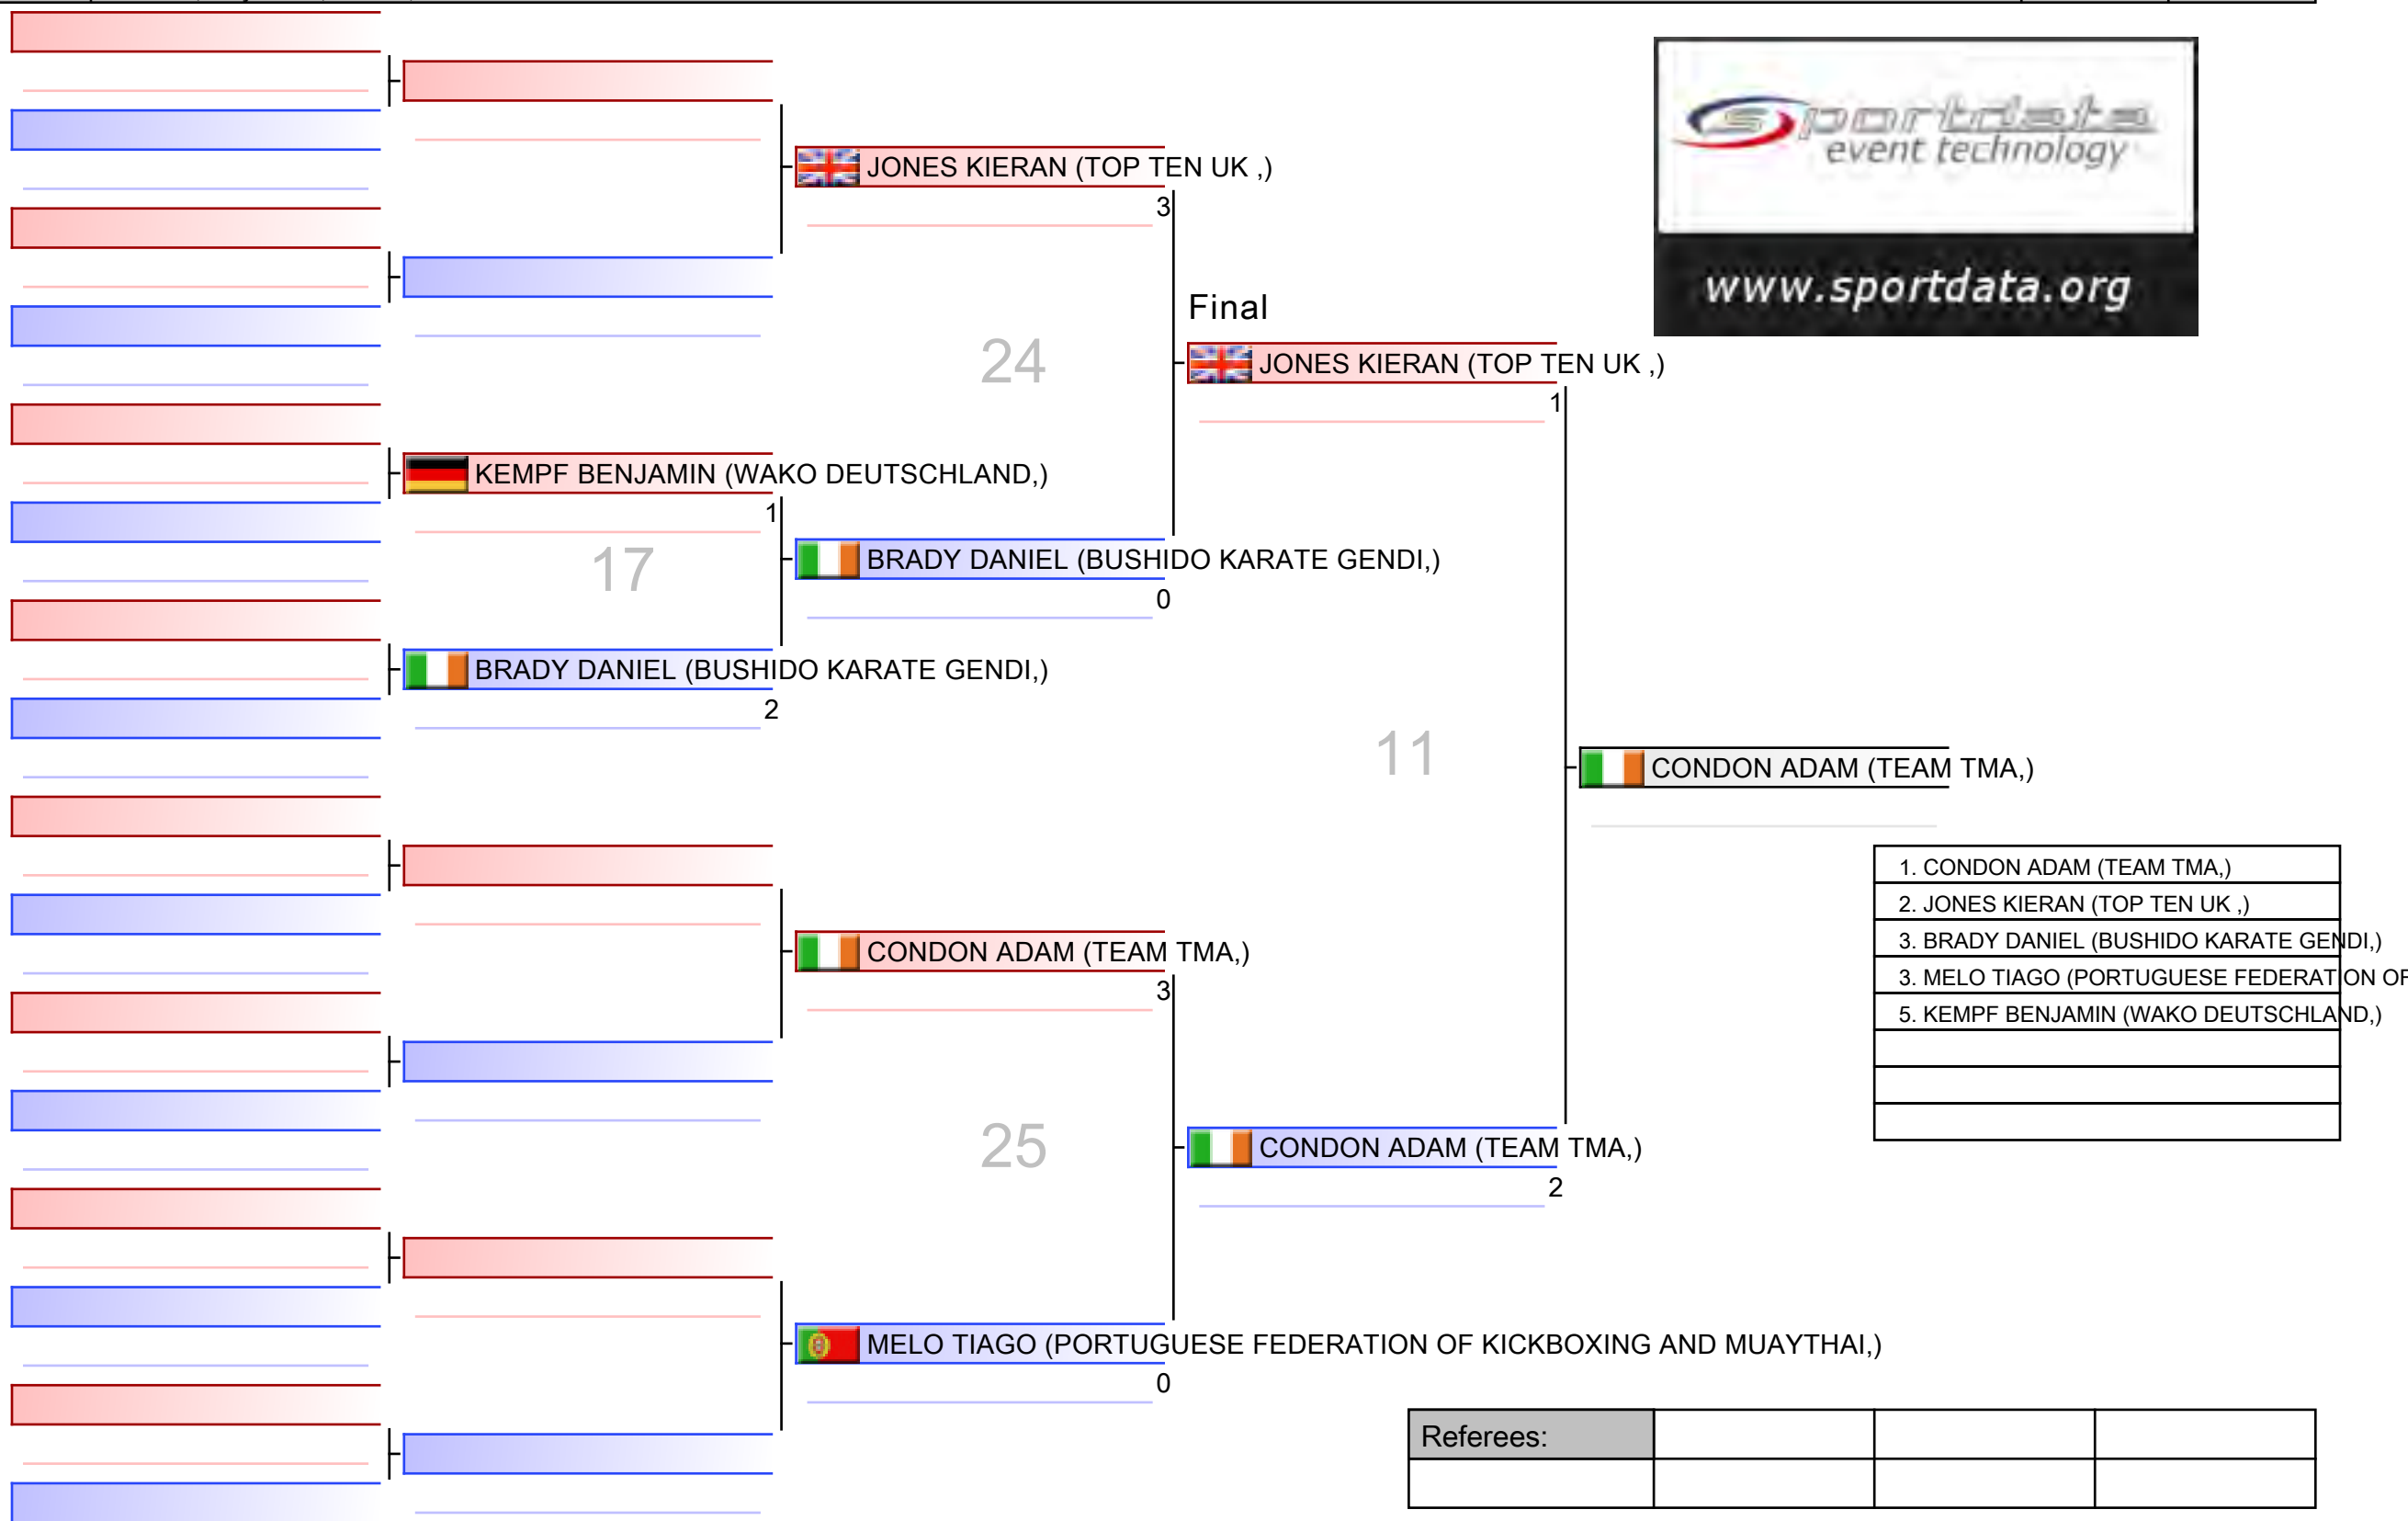 sportdata
event technology
www.sportdata.org
JONES KIERAN (TOP TEN UK ,)
3
Final
24
JONES KIERAN (TOP TEN UK ,)
1
KEMPF BENJAMIN (WAKO DEUTSCHLAND,)
1
17
BRADY DANIEL (BUSHIDO KARATE GENDI,)
0
BRADY DANIEL (BUSHIDO KARATE GENDI,)
2
11
CONDON ADAM (TEAM TMA,)
1. CONDON ADAM (TEAM TMA,)
2. JONES KIERAN (TOP TEN UK ,)
3. BRADY DANIEL (BUSHIDO KARATE GENDI,)
3. MELO TIAGO (PORTUGUESE FEDERATION OF
5. KEMPF BENJAMIN (WAKO DEUTSCHLAND,)
CONDON ADAM (TEAM TMA,)
3
25
CONDON ADAM (TEAM TMA,)
2
MELO TIAGO (PORTUGUESE FEDERATION OF KICKBOXING AND MUAYTHAI,)
0
Referees: